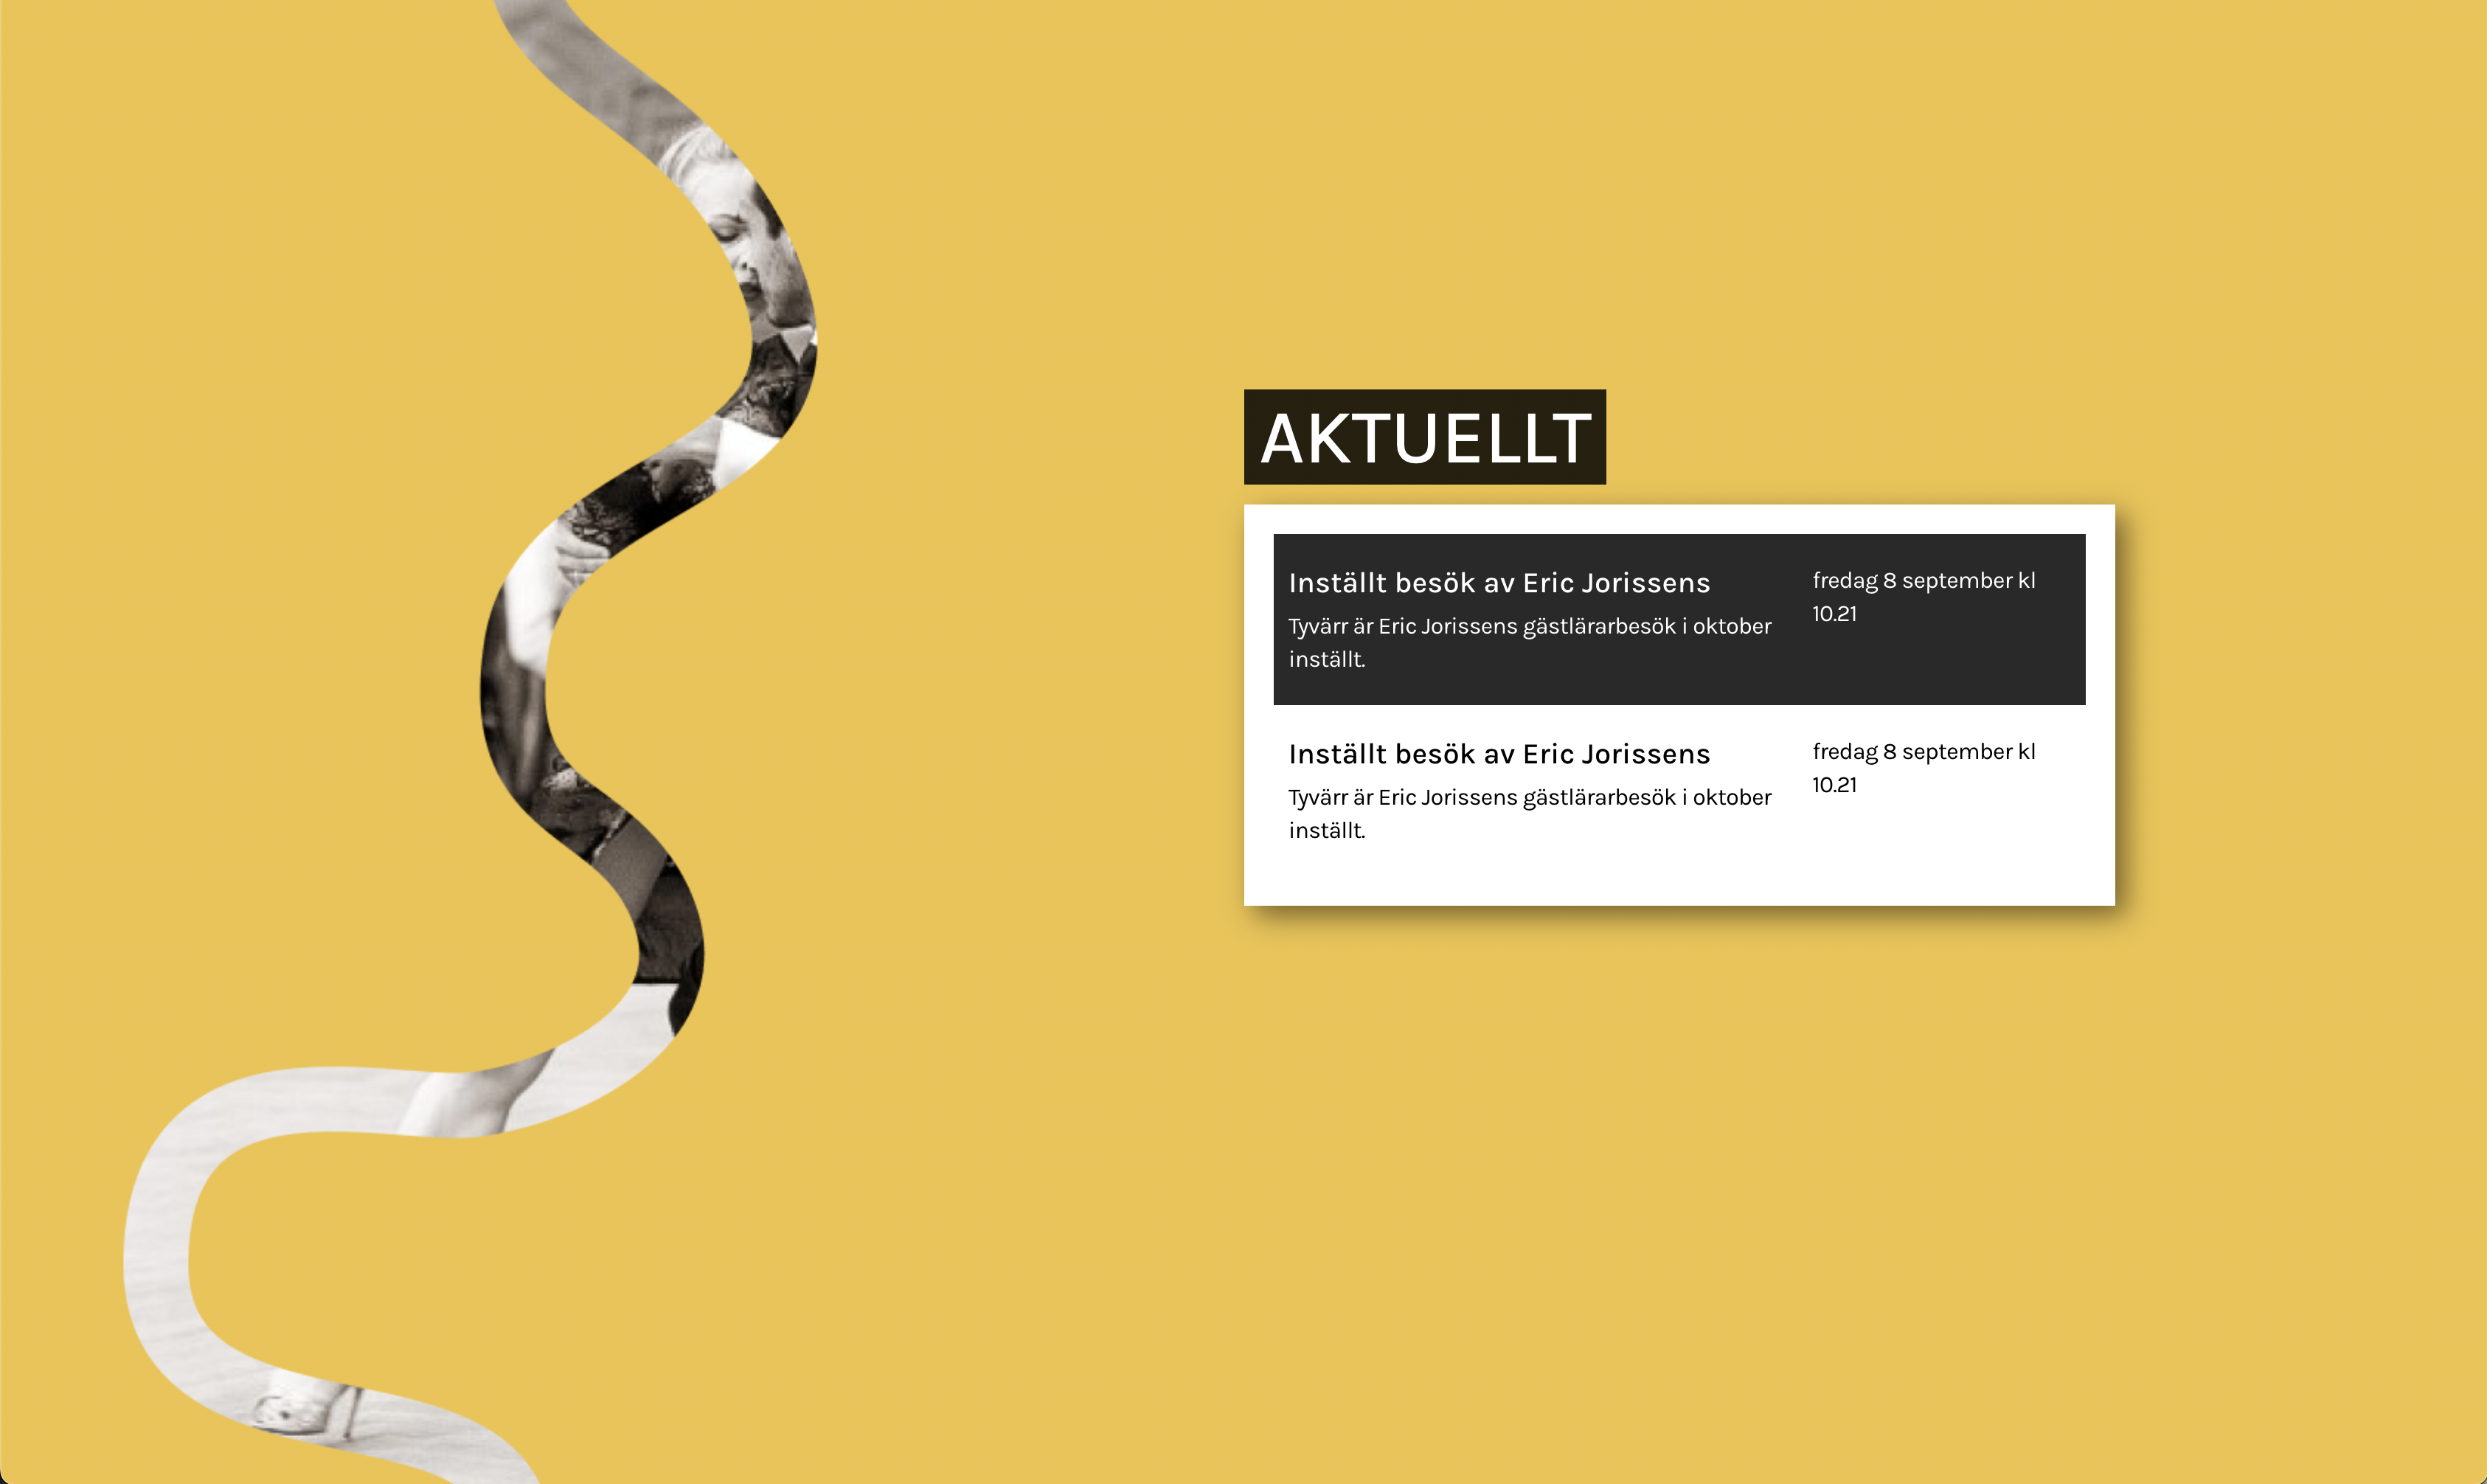 AKTUELLT
Inställt besök av Eric Jorissens
fredag 8 september kl
10.21
Tyvärr är Eric Jorissens gästlärarbesök i oktober
inställt.
Inställt besök av Eric Jorissens
fredag 8 september kl
10.21
Tyvärr är Eric Jorissens gästlärarbesök i oktober
inställt.